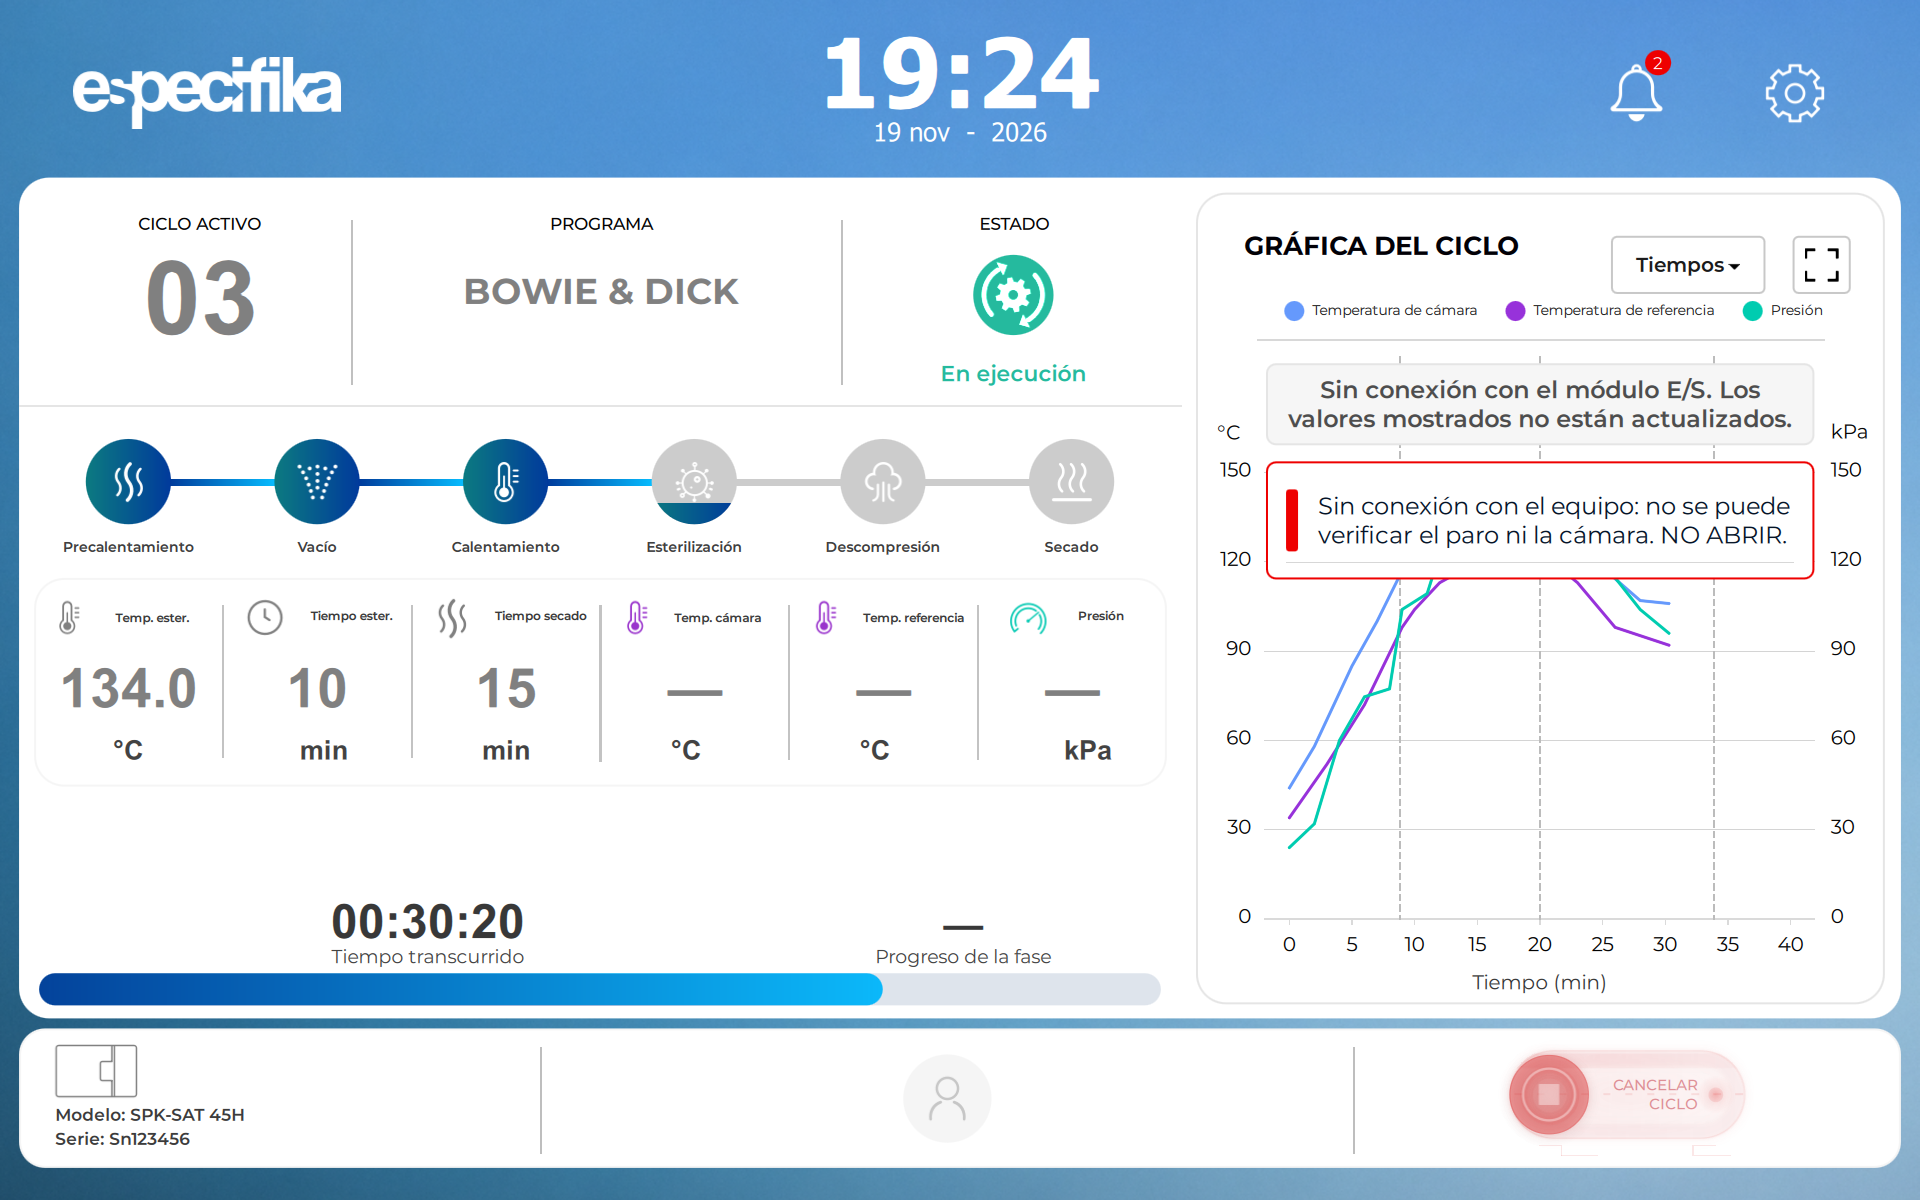 especifika
19:24
19 nov - 2026
2
CICLO ACTIVO
03
PROGRAMA
BOWIE & DICK
ESTADO
En ejecución
Precalentamiento
Vacío
Calentamiento
Esterilización
Descompresión
Secado
Temp. ester.
134.0
°C
Tiempo ester.
10
min
Tiempo secado
15
min
Temp. cámara
—
°C
Temp. referencia
—
°C
Presión
—
kPa
00:30:20
Tiempo transcurrido
—
Progreso de la fase
GRÁFICA DEL CICLO
Tiempos
Temperatura de cámara
Temperatura de referencia
Presión
Sin conexión con el módulo E/S. Los
valores mostrados no están actualizados.
°C
kPa
Sin conexión con el equipo: no se puede
verificar el paro ni la cámara. NO ABRIR.
150 150
120 120
90 90
60 60
30 30
0 0
0 5 10 15 20 25 30 35 40
Tiempo (min)
Modelo: SPK-SAT 45H
Serie: Sn123456
CANCELAR
CICLO